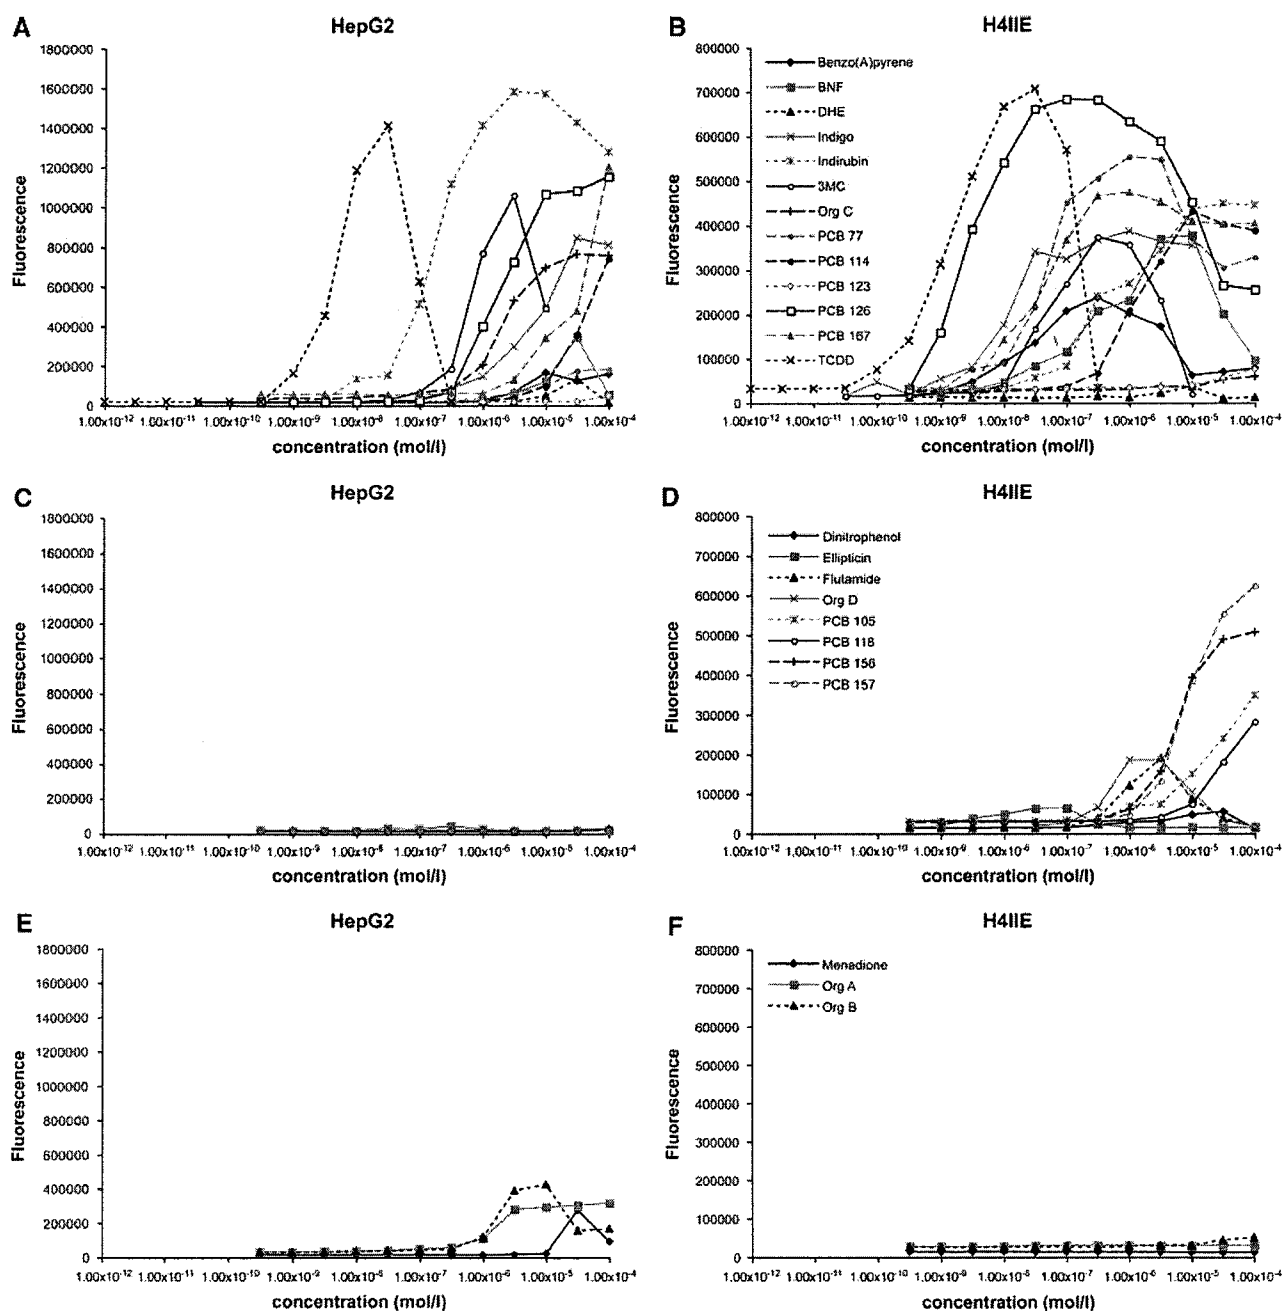 A
HepG2
1800000
1600000
1400000
1200000
1000000
800000
600000
400000
200000
0
Fluorescence
1.00x10-12 1.00x10-11 1.00x10-10 1.00x10-9 1.00x10-8 1.00x10-7 1.00x10-6 1.00x10-5 1.00x10-4
concentration (mol/l)
B
H4IIE
800000
700000
600000
500000
400000
300000
200000
100000
0
Fluorescence
Benzo(A)pyrene
BNF
DHE
Indigo
Indirubin
3MC
Org C
PCB 77
PCB 114
PCB 123
PCB 126
PCB 167
TCDD
1.00x10-12 1.00x10-11 1.00x10-10 1.00x10-9 1.00x10-8 1.00x10-7 1.00x10-6 1.00x10-5 1.00x10-4
concentration (mol/l)
C
HepG2
1800000
1600000
1400000
1200000
1000000
800000
600000
400000
200000
0
Fluorescence
1.00x10-12 1.00x10-11 1.00x10-10 1.00x10-9 1.00x10-8 1.00x10-7 1.00x10-6 1.00x10-5 1.00x10-4
concentration (mol/l)
D
H4IIE
800000
700000
600000
500000
400000
300000
200000
100000
0
Fluorescence
Dinitrophenol
Ellipticin
Flutamide
Org D
PCB 105
PCB 118
PCB 156
PCB 157
1.00x10-12 1.00x10-11 1.00x10-10 1.00x10-9 1.00x10-8 1.00x10-7 1.00x10-6 1.00x10-5 1.00x10-4
concentration (mol/l)
E
HepG2
1800000
1600000
1400000
1200000
1000000
800000
600000
400000
200000
0
Fluorescence
1.00x10-12 1.00x10-11 1.00x10-10 1.00x10-9 1.00x10-8 1.00x10-7 1.00x10-6 1.00x10-5 1.00x10-4
concentration (mol/l)
F
H4IIE
800000
700000
600000
500000
400000
300000
200000
100000
0
Fluorescence
Menadione
Org A
Org B
1.00x10-12 1.00x10-11 1.00x10-10 1.00x10-9 1.00x10-8 1.00x10-7 1.00x10-6 1.00x10-5 1.00x10-4
concentration (mol/l)